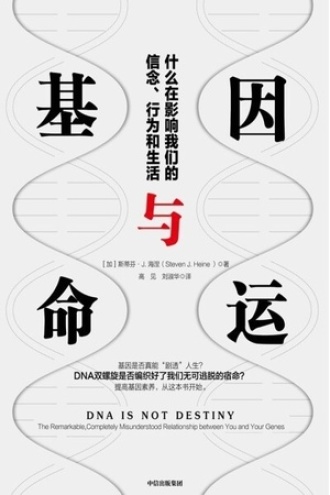 基因
与
命运
什么在影响我们的
信念、行为和生活
[加]斯蒂芬·J.海涅(Steven J. Heine)著
高 见 刘淑华 译
基因是否真能“剧透”人生?
DNA双螺旋是否编织好了我们无可逃脱的宿命?
提高基因素养,从这本书开始。
DNA IS NOT DESTINY
The Remarkable,Completely Misunderstood Relationship between You and Your Genes
中信出版集团